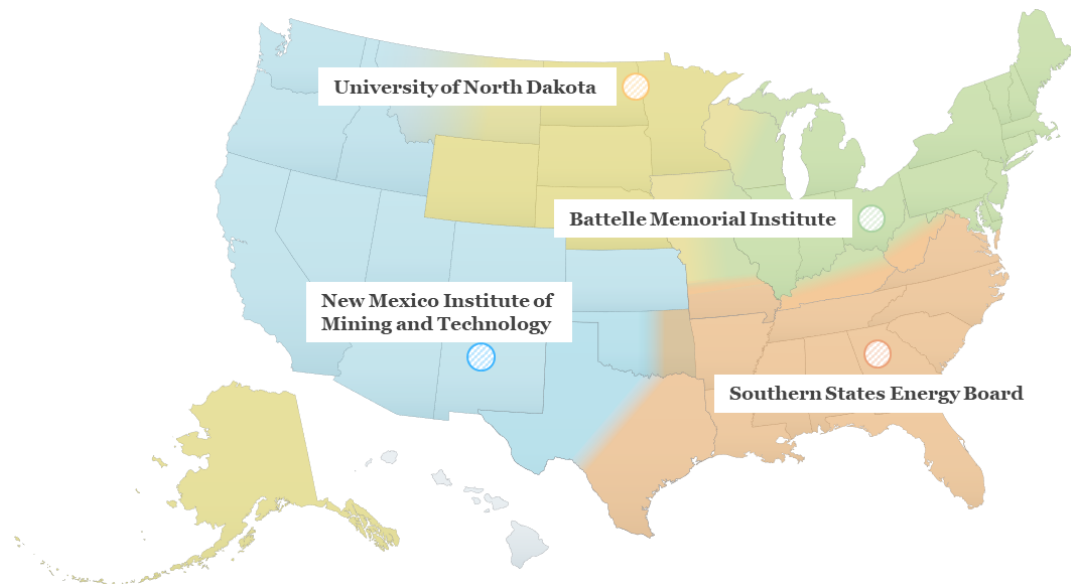 University of North Dakota
Battelle Memorial Institute
New Mexico Institute of
Mining and Technology
Southern States Energy Board